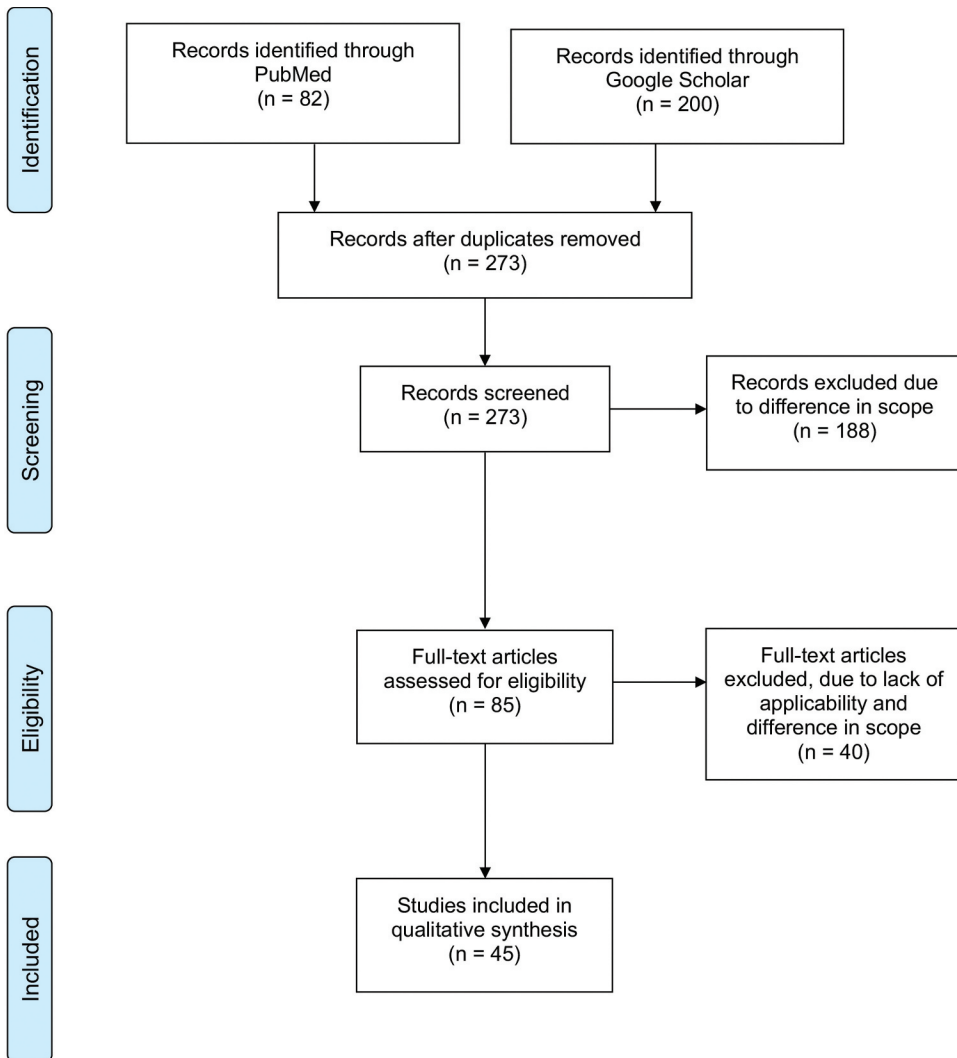 Identification
Records identified through
PubMed
(n = 82)
Records identified through
Google Scholar
(n = 200)
Records after duplicates removed
(n = 273)
Screening
Records screened
(n = 273)
Records excluded due
to difference in scope
(n = 188)
Eligibility
Full-text articles
assessed for eligibility
(n = 85)
Full-text articles
excluded, due to lack of
applicability and
difference in scope
(n = 40)
Included
Studies included in
qualitative synthesis
(n = 45)